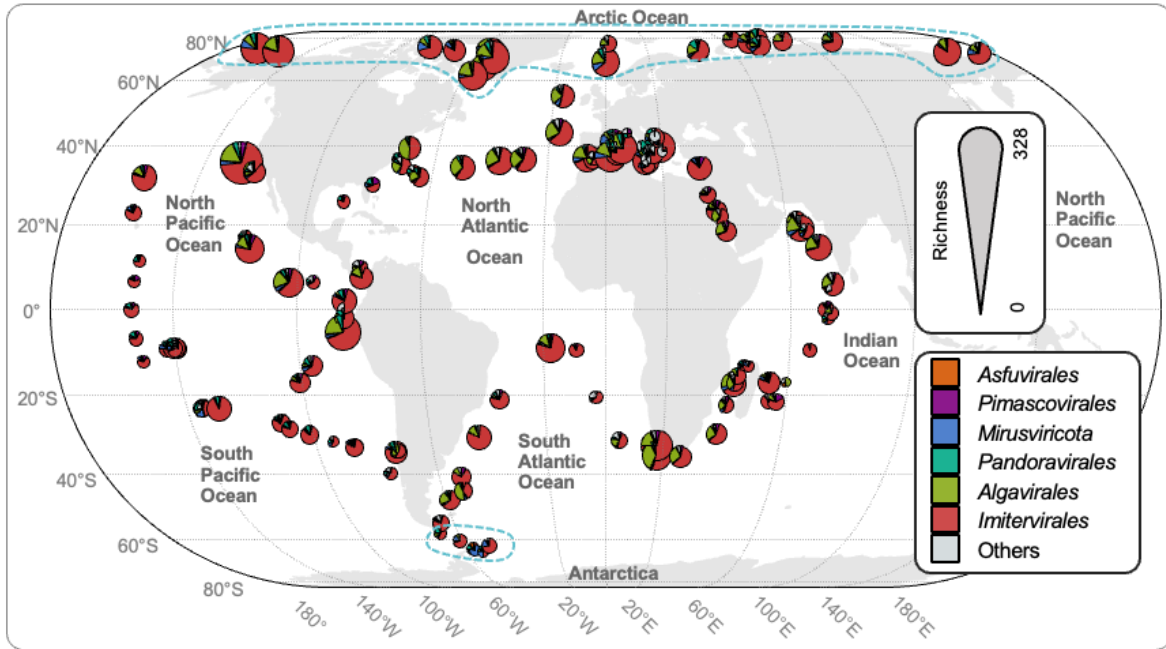 Arctic Ocean
80°N
60°N
40°N
North
Pacific
Ocean
North
Atlantic
Ocean
North
Pacific
Ocean
20°N
0°
Indian
Ocean
20°S
South
Pacific
Ocean
South
Atlantic
Ocean
40°S
60°S
Antarctica
80°S
180°
140°W
100°W
60°W
20°W
20°E
60°E
100°E
140°E
180°E
Richness
328
0
Asfuvirales
Pimascovirales
Mirusviricota
Pandoravirales
Algavirales
Imitervirales
Others